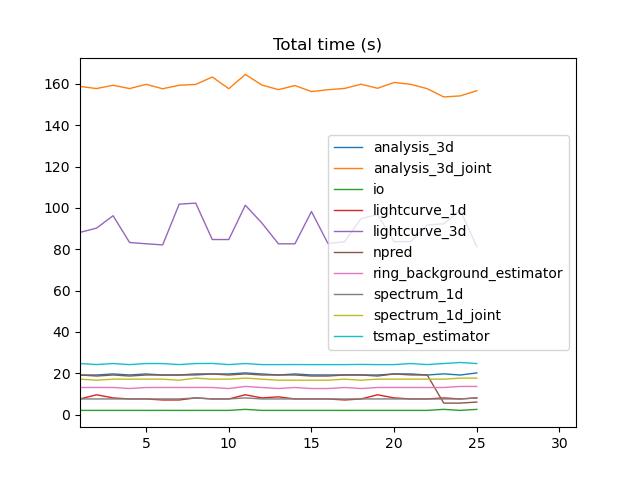 Total time (s)
160
140
120
100
80
60
40
20
0
analysis_3d
analysis_3d_joint
io
lightcurve_1d
lightcurve_3d
npred
ring_background_estimator
spectrum_1d
spectrum_1d_joint
tsmap_estimator
5 10 15 20 25 30